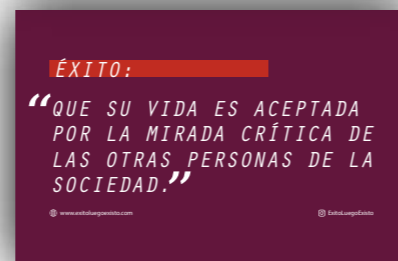 ÉXITO:
“QUE SU VIDA ES ACEPTADA
POR LA MIRADA CRÍTICA DE
LAS OTRAS PERSONAS DE LA
SOCIEDAD.”
www.exitoluegoexisto.com
ExitoLuegoExisto